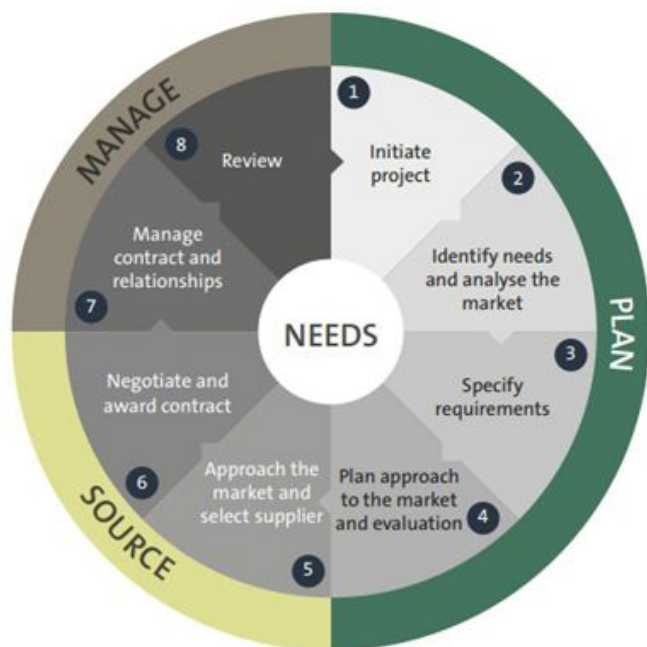 MANAGE
PLAN
SOURCE
NEEDS
1
Initiate
project
2
Identify needs
and analyse the
market
3
Specify
requirements
4
Plan approach
to the market
and evaluation
5
Approach the
market and
select supplier
6
Negotiate and
award contract
7
Manage
contract and
relationships
8
Review